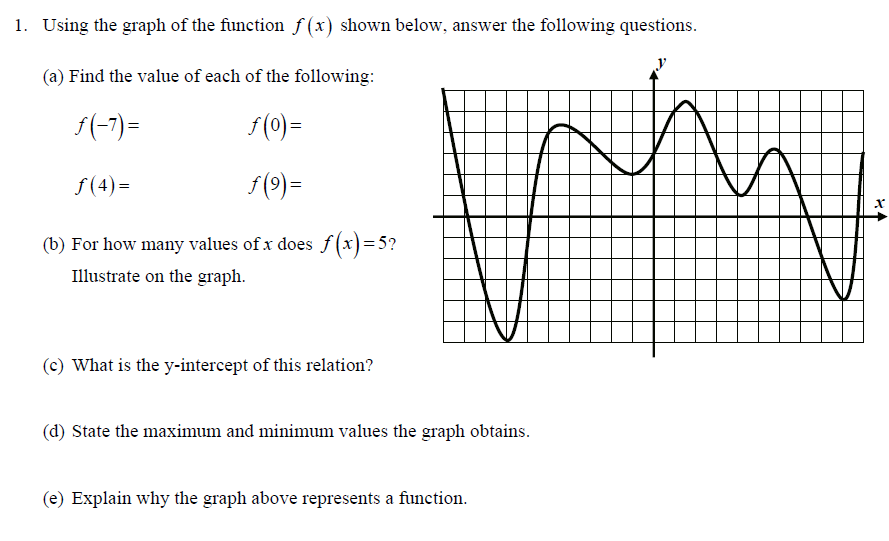 1. Using the graph of the function f(x) shown below, answer the following questions.
(a) Find the value of each of the following:
f(−7)= f(0)=
f(4)= f(9)=
(b) For how many values of x does f(x)=5?
Illustrate on the graph.
(c) What is the y-intercept of this relation?
(d) State the maximum and minimum values the graph obtains.
(e) Explain why the graph above represents a function.
y
x